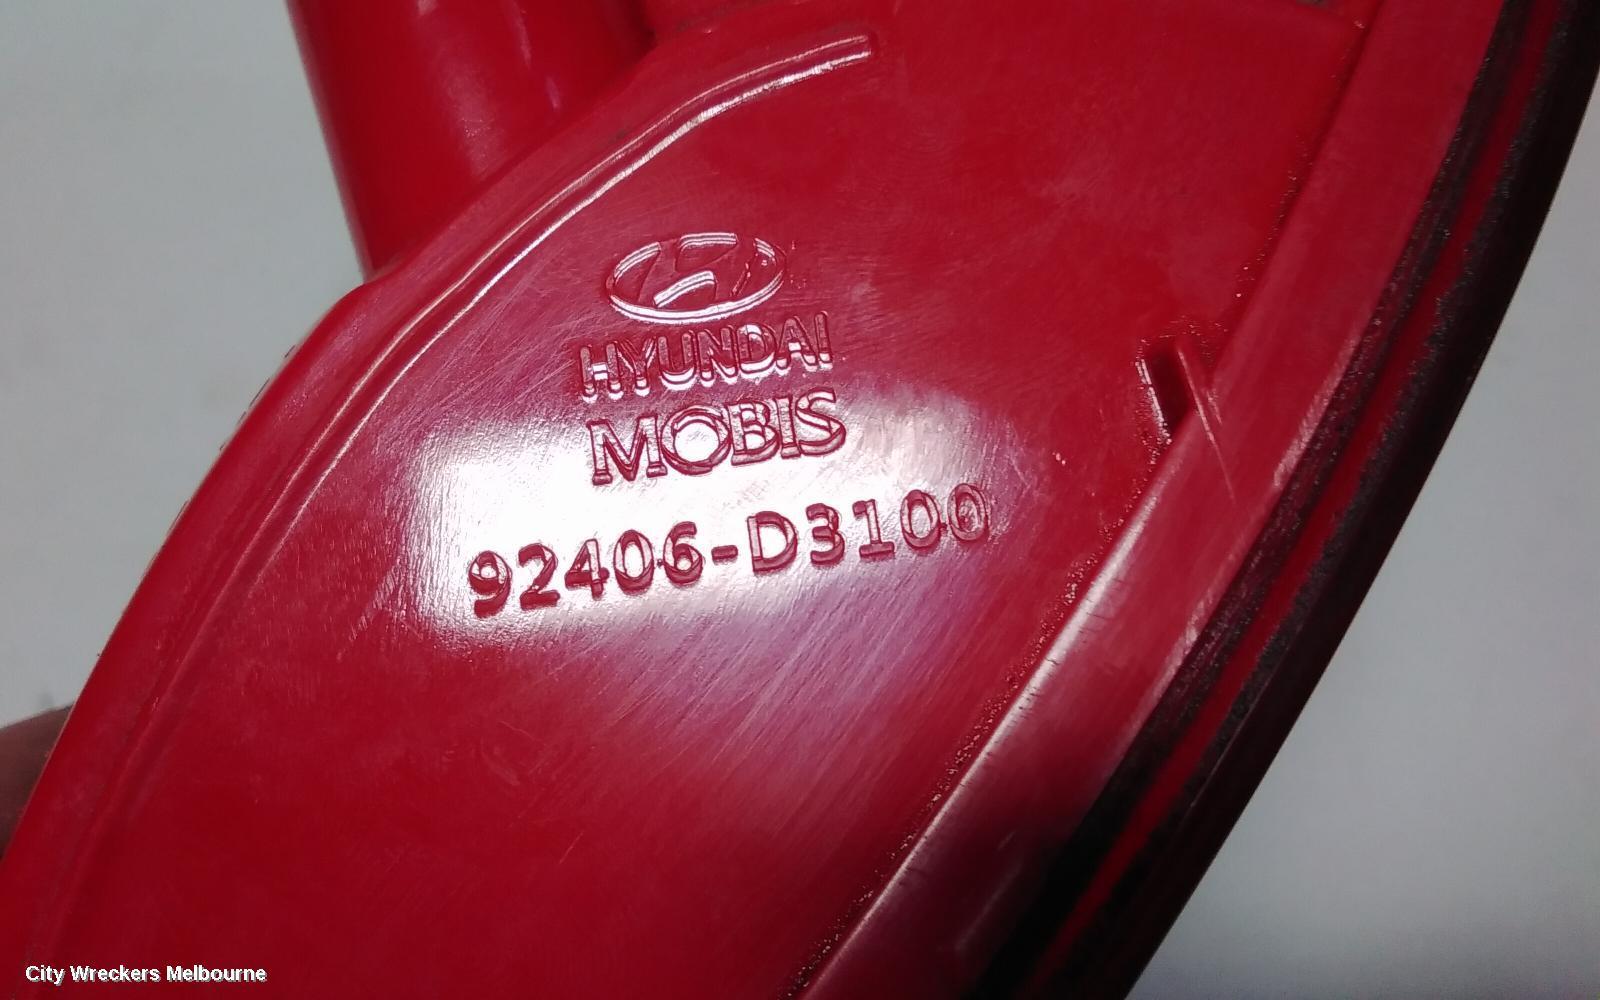 HYUNDAI
MOBIS
92406-D3100
City Wreckers Melbourne